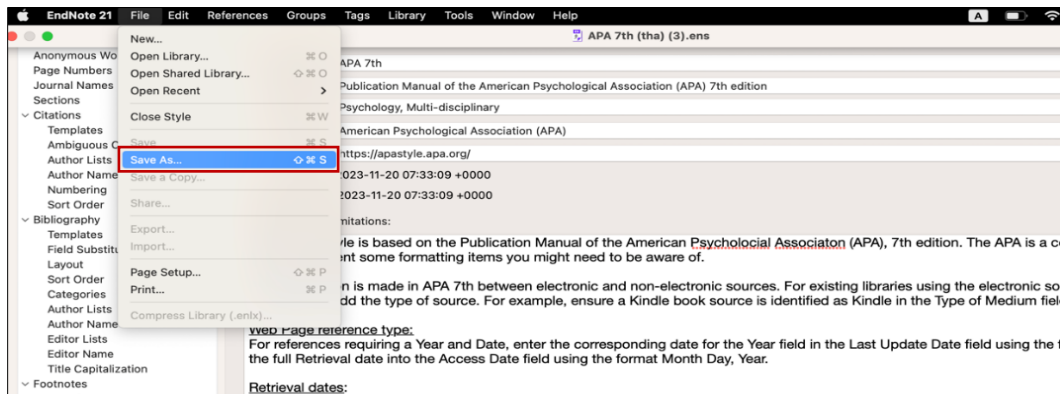 EndNote 21 File Edit References Groups Tags Library Tools Window Help A
APA 7th (tha) (3).ens
New...
Open Library... ⌘ O
Open Shared Library... ⇧ ⌘ O
Open Recent >
Close Style ⌘ W
Save ⌘ S
Save As... ⇧ ⌘ S
Save a Copy...
Share...
Export...
Import...
Page Setup... ⇧ ⌘ P
Print... ⌘ P
Compress Library (.enlx)...
Anonymous Wo
Page Numbers
Journal Names
Sections
Citations
Templates
Ambiguous C
Author Lists
Author Name
Numbering
Sort Order
Bibliography
Templates
Field Substitu
Layout
Sort Order
Categories
Author Lists
Author Name
Editor Lists
Editor Name
Title Capitalization
Footnotes
APA 7th
Publication Manual of the American Psychological Association (APA) 7th edition
Psychology, Multi-disciplinary
American Psychological Association (APA)
https://apastyle.apa.org/
2023-11-20 07:33:09 +0000
2023-11-20 07:33:09 +0000
mitations:
yle is based on the Publication Manual of the American Psycholocial Associaton (APA), 7th edition. The APA is a c
nt some formatting items you might need to be aware of.
n is made in APA 7th between electronic and non-electronic sources. For existing libraries using the electronic so
dd the type of source. For example, ensure a Kindle book source is identified as Kindle in the Type of Medium fiel
Web Page reference type:
For references requiring a Year and Date, enter the corresponding date for the Year field in the Last Update Date field using the f
the full Retrieval date into the Access Date field using the format Month Day, Year.
Retrieval dates: